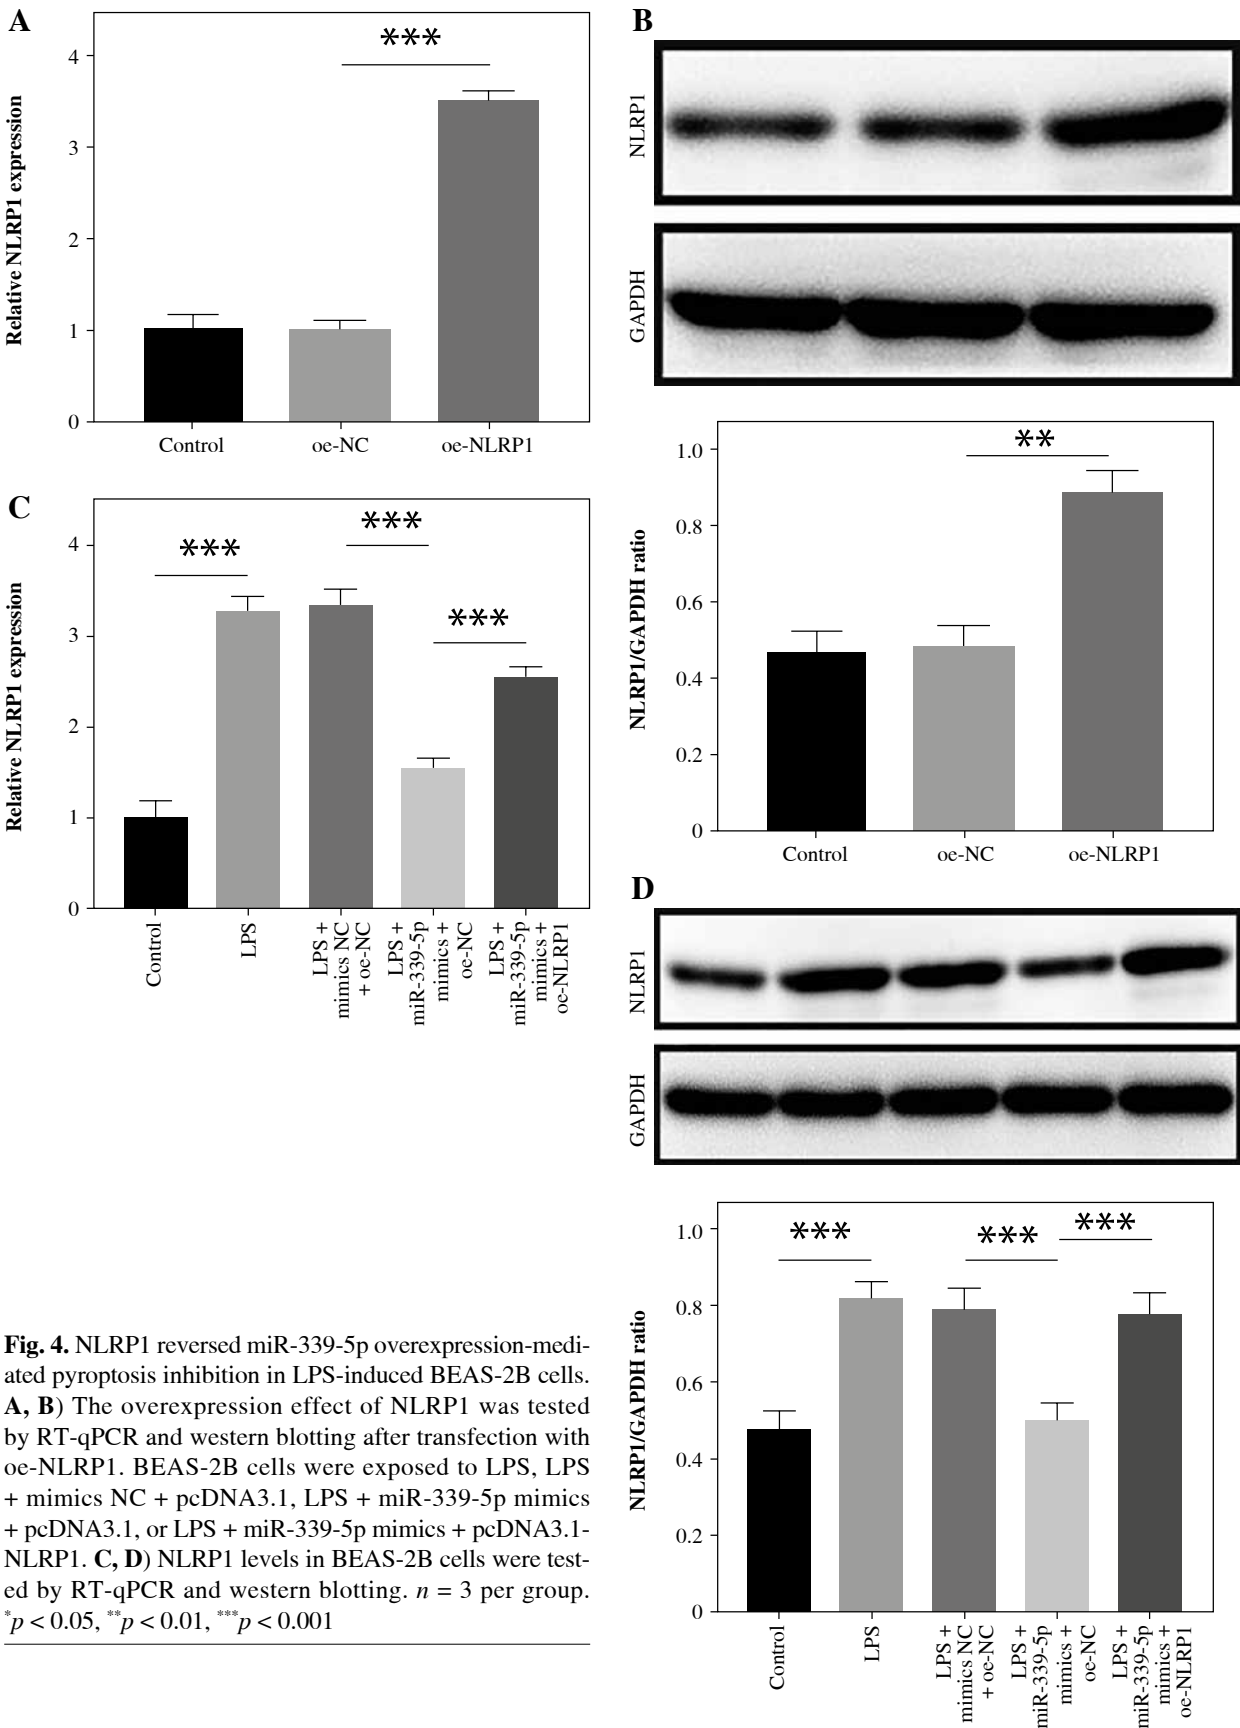 A
***
4
3
2
1
0
Relative NLRP1 expression
Control
oe-NC
oe-NLRP1
B
NLRP1
GAPDH
**
1.0
0.8
0.6
0.4
0.2
0
NLRP1/GAPDH ratio
Control
oe-NC
oe-NLRP1
C
***
***
***
4
3
2
1
0
Relative NLRP1 expression
Control
LPS
LPS +
mimics NC
+ oe-NC
LPS +
miR-339-5p
mimics +
oe-NC
LPS +
miR-339-5p
mimics +
oe-NLRP1
D
NLRP1
GAPDH
***
***
***
1.0
0.8
0.6
0.4
0.2
0
NLRP1/GAPDH ratio
Control
LPS
LPS +
mimics NC
+ oe-NC
LPS +
miR-339-5p
mimics +
oe-NC
LPS +
miR-339-5p
mimics +
oe-NLRP1
Fig. 4. NLRP1 reversed miR-339-5p overexpression-medi-
ated pyroptosis inhibition in LPS-induced BEAS-2B cells.
A, B) The overexpression effect of NLRP1 was tested
by RT-qPCR and western blotting after transfection with
oe-NLRP1. BEAS-2B cells were exposed to LPS, LPS
+ mimics NC + pcDNA3.1, LPS + miR-339-5p mimics
+ pcDNA3.1, or LPS + miR-339-5p mimics + pcDNA3.1-
NLRP1. C, D) NLRP1 levels in BEAS-2B cells were test-
ed by RT-qPCR and western blotting. n = 3 per group.
*p < 0.05, **p < 0.01, ***p < 0.001